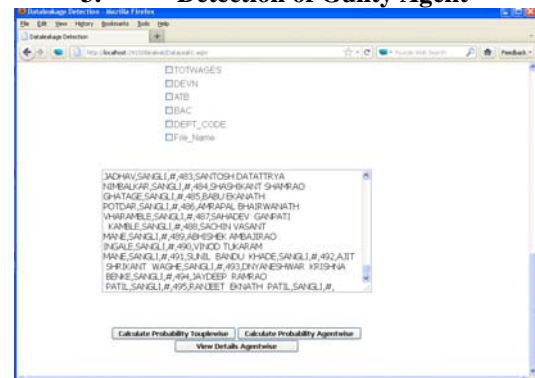 Detection of Guilty Agent
Dataleakage Detection - Mozilla Firefox
File Edit View History Bookmarks Tools Help
Dataleakage Detection
Feedback
TOTWAGES
DEVN
ATB
BAC
DEPT_CODE
File_Name
JADHAV,SANGLI,#,483,SANTOSH DATATTRYA
NIMBALKAR,SANGLI,#,484,SHASHIKANT SHAMRAO
GHATAGE,SANGLI,#,485,BABU EKANATH
POTDAR,SANGLI,#,486,AMRAPAL BHAIRWANATH
VHARAMBLE,SANGLI,#,487,SAHADEV GANPATI
KAMBLE,SANGLI,#,488,SACHIN VASANT
MANE,SANGLI,#,489,ABHISHEK AMBAJIRAO
INGALE,SANGLI,#,490,VINOD TUKARAM
MANE,SANGLI,#,491,SUNIL BANDU KHADE,SANGLI,#,492,AJIT
SHRIKANT WAGHE,SANGLI,#,493,DNYANESHWAR KRISHNA
BENKE,SANGLI,#,494,JAYDEEP RAMRAO
PATIL,SANGLI,#,495,RANJEET EKNATH PATIL,SANGLI,#,
Calculate Probability Touplewise Calculate Probability Agentwise
View Details Agentwise